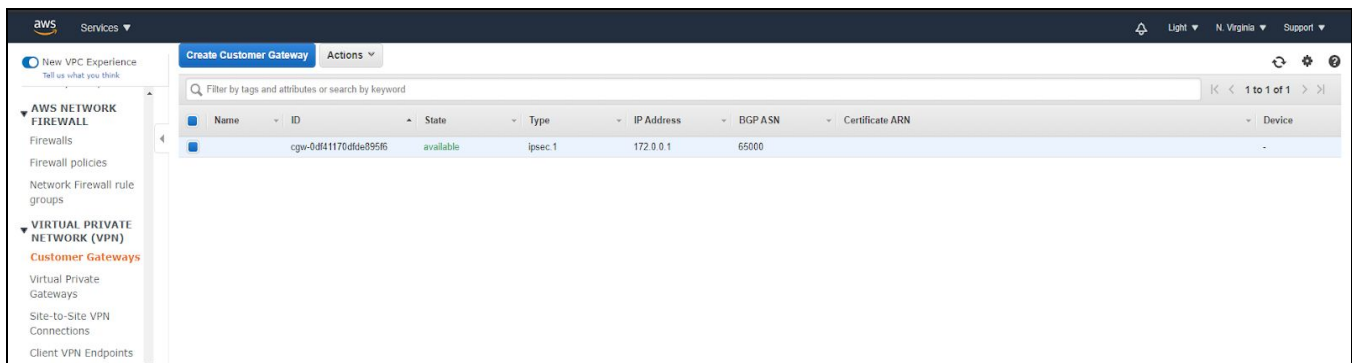 aws Services Light N. Virginia Support
New VPC Experience
Tell us what you think
Create Customer Gateway Actions
Filter by tags and attributes or search by keyword
1 to 1 of 1
AWS NETWORK
FIREWALL
Firewalls
Firewall policies
Network Firewall rule
groups
VIRTUAL PRIVATE
NETWORK (VPN)
Customer Gateways
Virtual Private
Gateways
Site-to-Site VPN
Connections
Client VPN Endpoints
Name ID State Type IP Address BGP ASN Certificate ARN Device
cgw-0df41170dfde895f6 available ipsec.1 172.0.0.1 65000 -